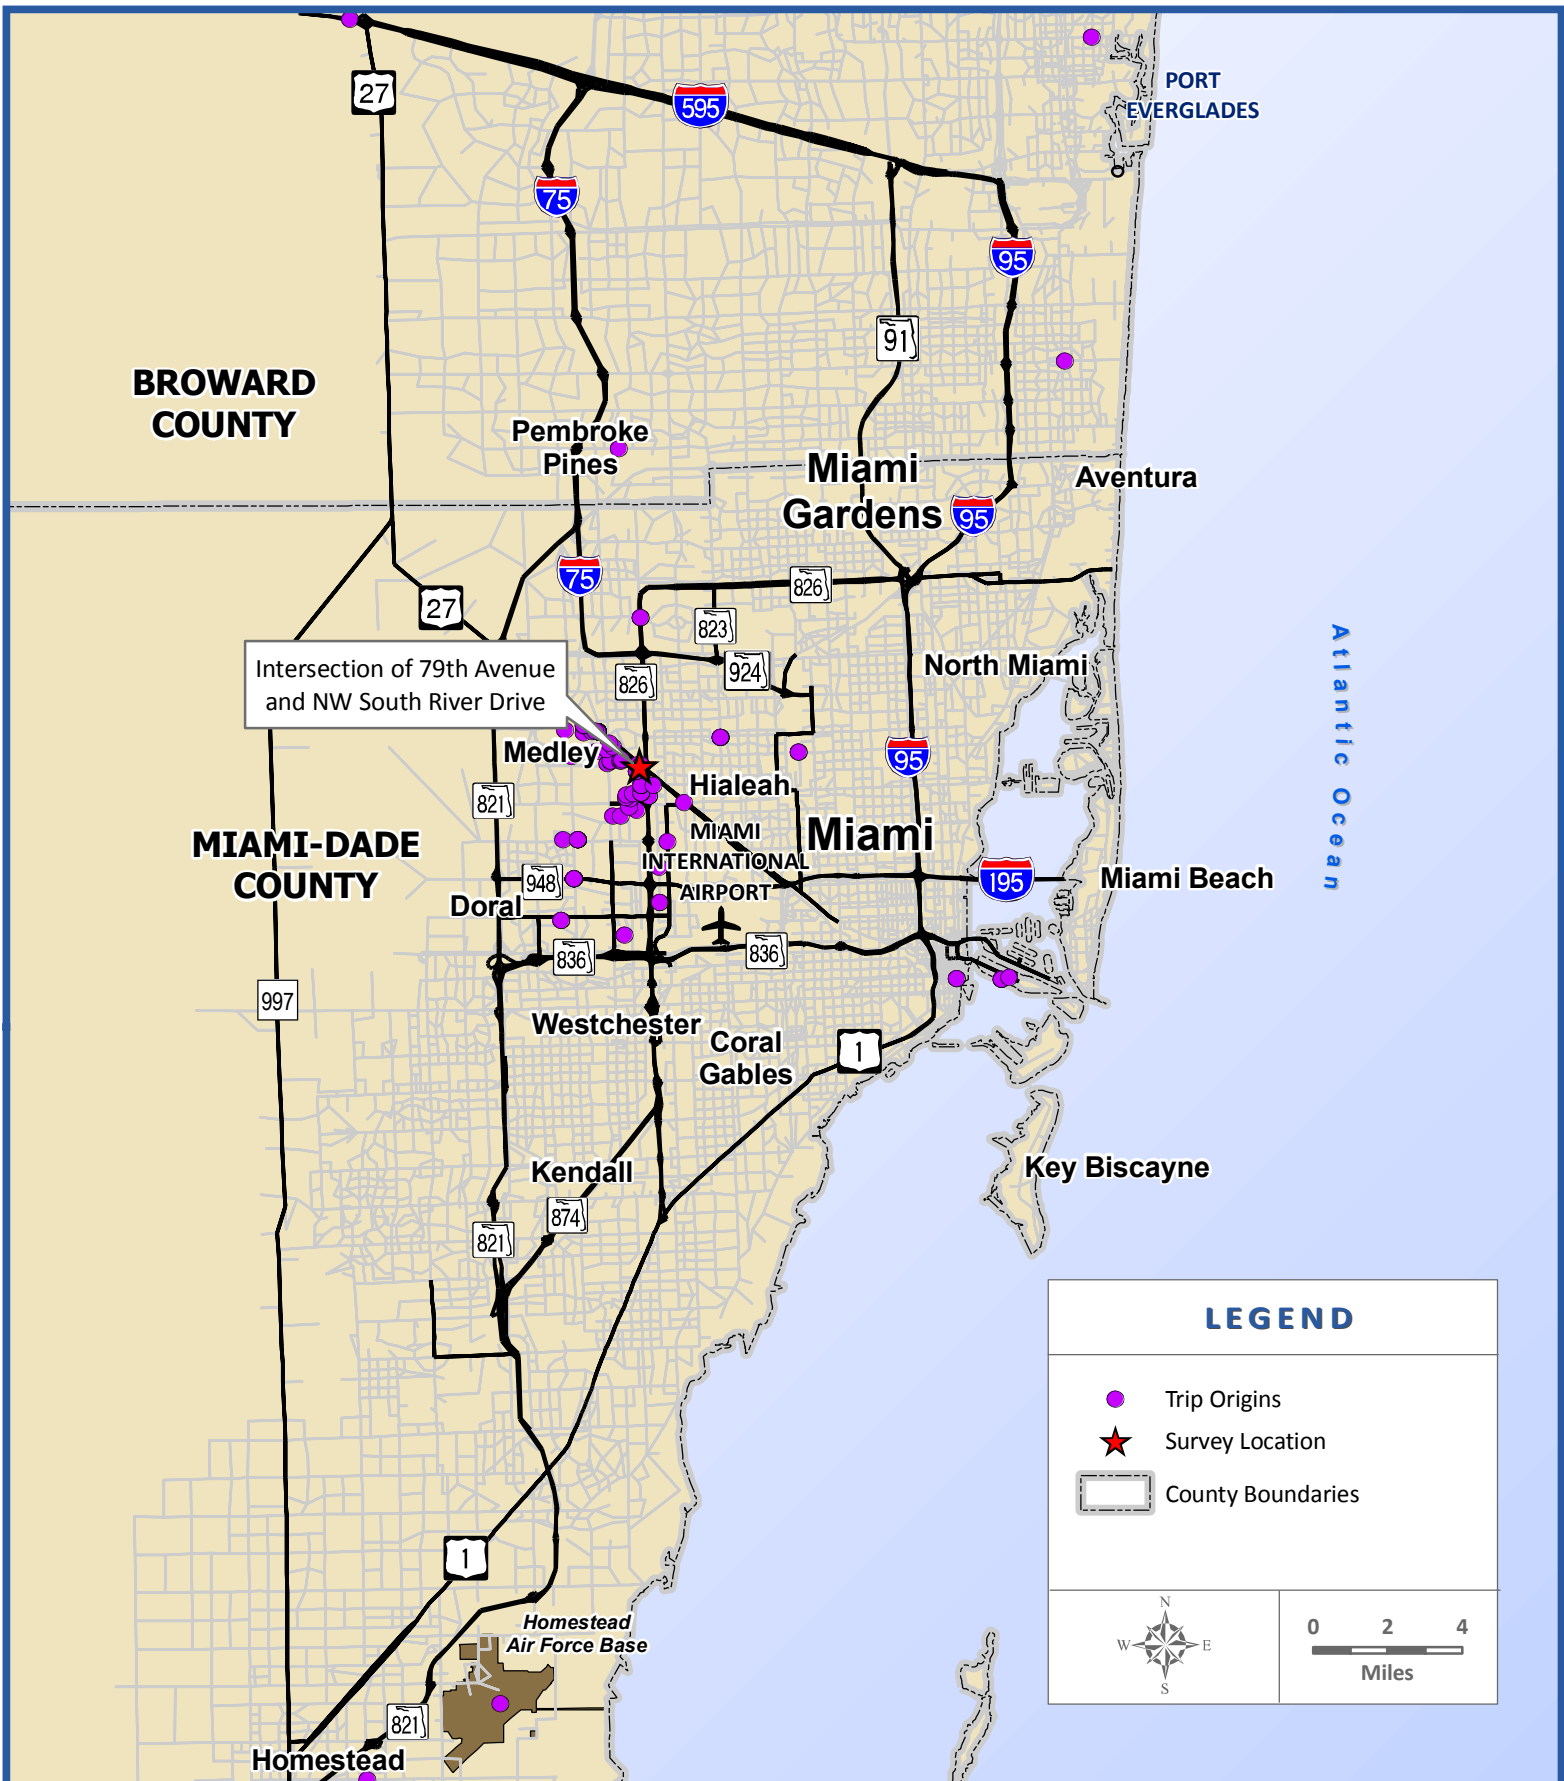 PORT
EVERGLADES
27
595
75
95
91
BROWARD
COUNTY
Pembroke
Pines
Miami
Gardens
Aventura
95
75
826
27
823
Intersection of 79th Avenue
and NW South River Drive
826
924
North Miami
Atlantic Ocean
Medley
95
Hialeah
821
MIAMI-DADE
COUNTY
MIAMI
INTERNATIONAL
AIRPORT
Miami
948
195
Miami Beach
Doral
836
836
997
Westchester
Coral
Gables
1
Kendall
Key Biscayne
874
821
LEGEND
Trip Origins
Survey Location
County Boundaries
1
Homestead
Air Force Base
N
W E
S
0 2 4
Miles
821
Homestead